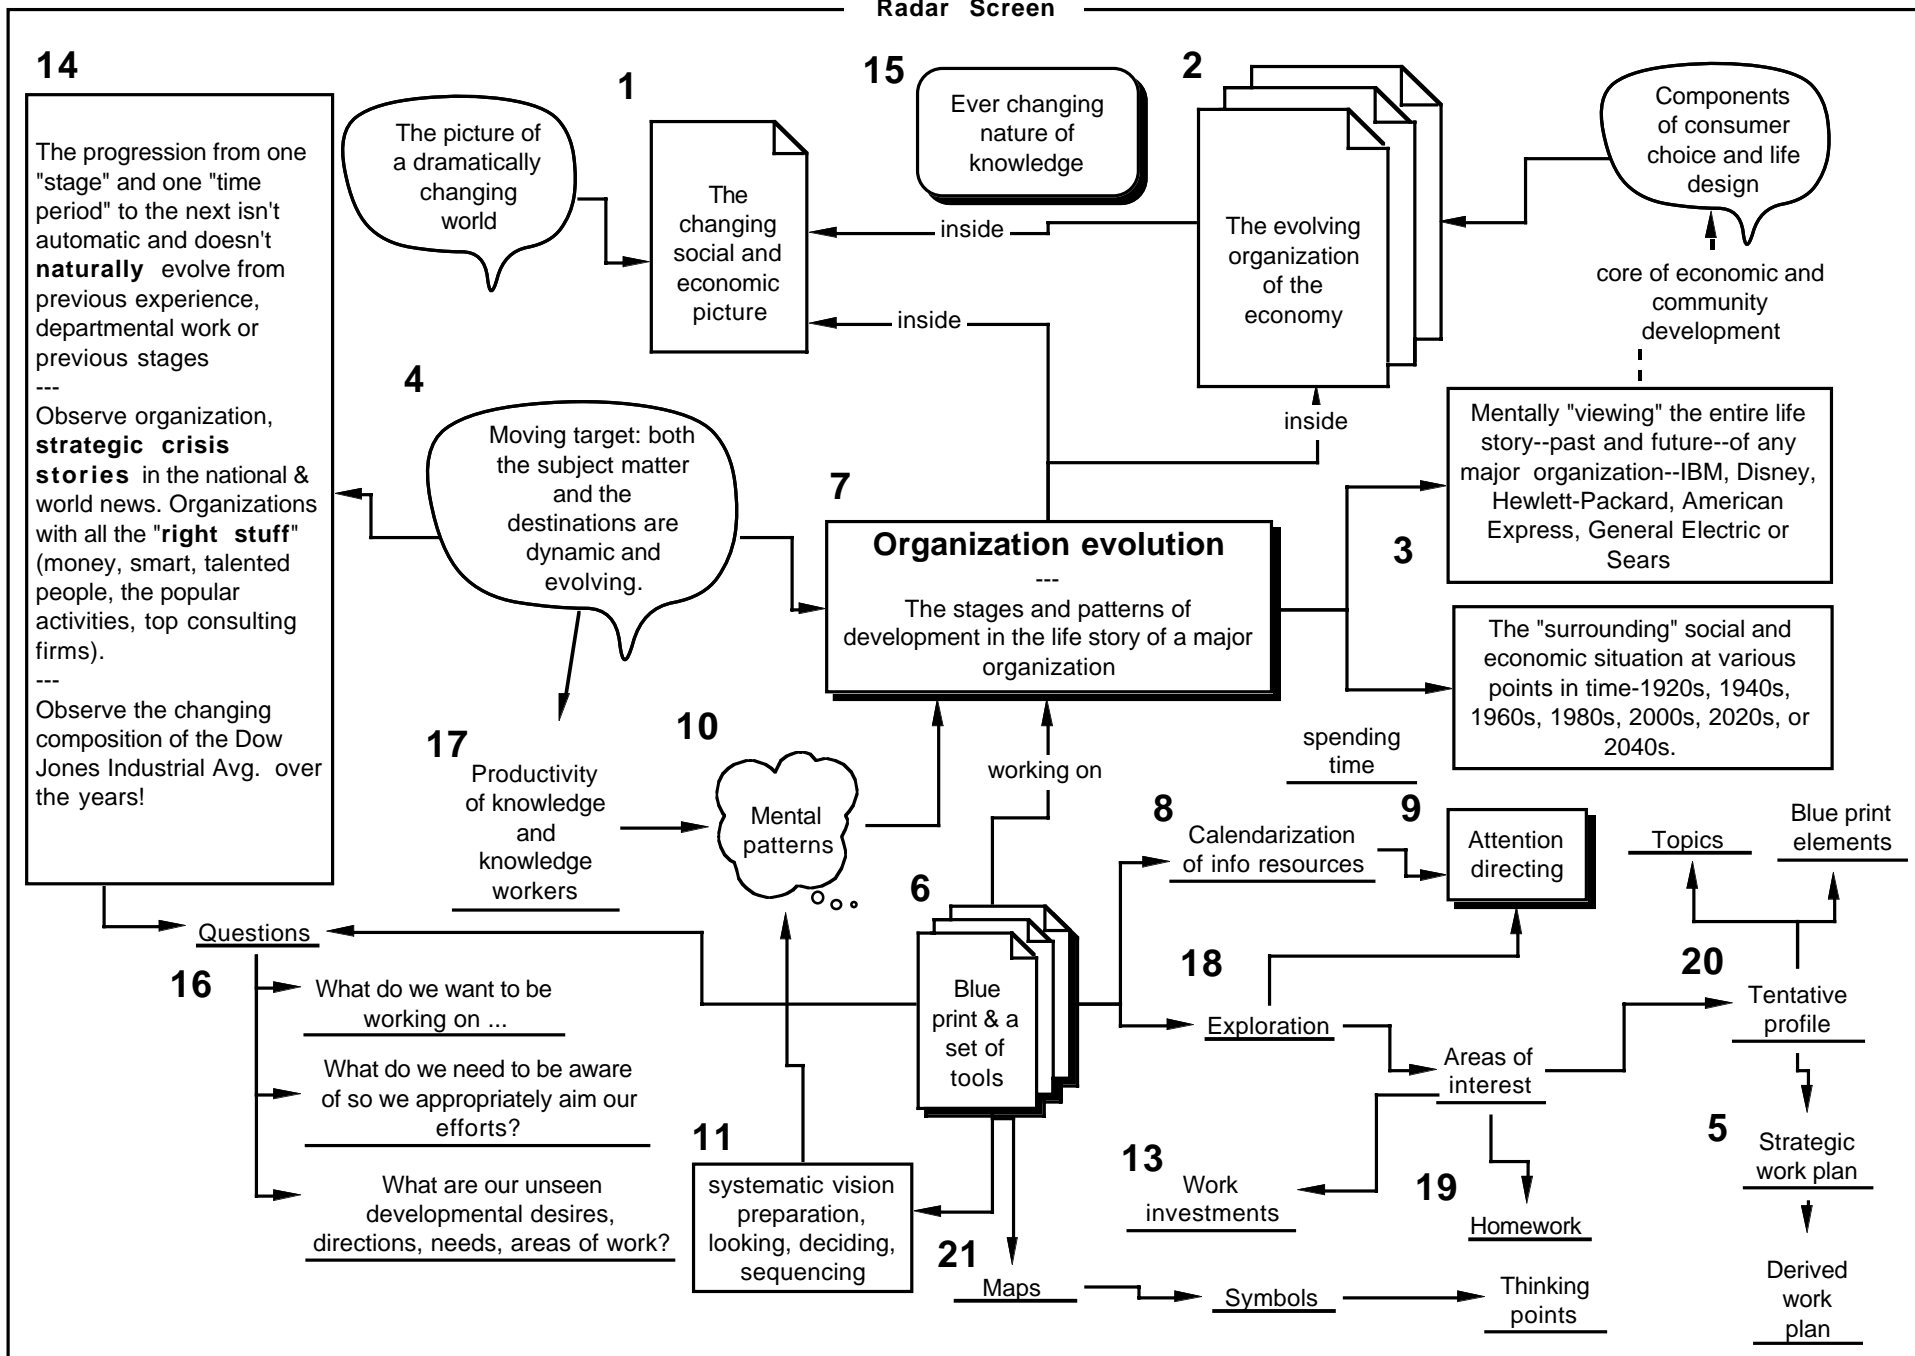 Radar Screen
14
The progression from one
"stage" and one "time
period" to the next isn't
automatic and doesn't
naturally evolve from
previous experience,
departmental work or
previous stages
---
Observe organization,
strategic crisis
stories in the national &
world news. Organizations
with all the "right stuff"
(money, smart, talented
people, the popular
activities, top consulting
firms).
---
Observe the changing
composition of the Dow
Jones Industrial Avg. over
the years!
The picture of
a dramatically
changing
world
1
The
changing
social and
economic
picture
15
Ever changing
nature of
knowledge
2
The evolving
organization
of the
economy
Components
of consumer
choice and life
design
inside
inside
inside
core of economic and
community
development
4
Moving target: both
the subject matter
and the
destinations are
dynamic and
evolving.
7
Organization evolution
---
The stages and patterns of
development in the life story of a major
organization
3
Mentally "viewing" the entire life
story--past and future--of any
major organization--IBM, Disney,
Hewlett-Packard, American
Express, General Electric or
Sears
The "surrounding" social and
economic situation at various
points in time-1920s, 1940s,
1960s, 1980s, 2000s, 2020s, or
2040s.
17
Productivity
of knowledge
and
knowledge
workers
10
Mental
patterns
working on
spending
time
8
Calendarization
of info resources
9
Attention
directing
Topics
Blue print
elements
6
Blue
print & a
set of
tools
Questions
16
What do we want to be
working on ...
What do we need to be aware
of so we appropriately aim our
efforts?
What are our unseen
developmental desires,
directions, needs, areas of work?
11
systematic vision
preparation,
looking, deciding,
sequencing
18
Exploration
Areas of
interest
20
Tentative
profile
5
Strategic
work plan
Derived
work
plan
13
Work
investments
19
Homework
21
Maps
Symbols
Thinking
points